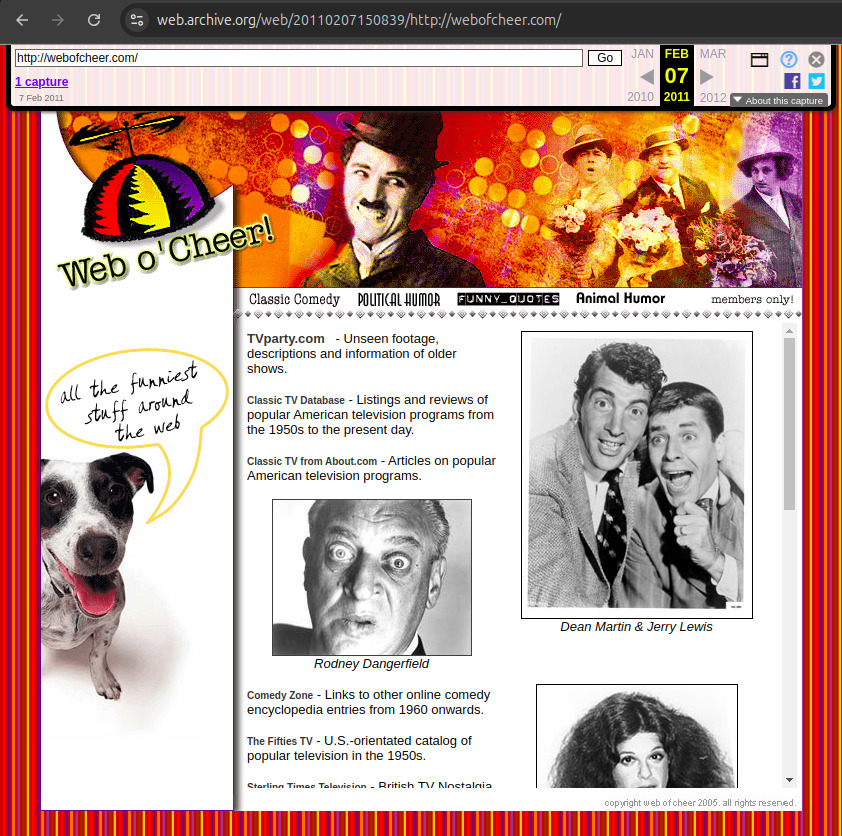 web.archive.org/web/20110207150839/http://webofcheer.com/
http://webofcheer.com/
Go
JAN
FEB
MAR
1 capture
07
7 Feb 2011
2010
2011
2012
About this capture
Web o'Cheer!
Classic Comedy
POLITICAL HUMOR
FUNNY_QUOTES
Animal Humor
members only!
all the funniest
stuff around
the web
TVparty.com - Unseen footage,
descriptions and information of older
shows.
Classic TV Database - Listings and reviews of
popular American television programs from
the 1950s to the present day.
Classic TV from About.com - Articles on popular
American television programs.
Rodney Dangerfield
Comedy Zone - Links to other online comedy
encyclopedia entries from 1960 onwards.
The Fifties TV - U.S.-orientated catalog of
popular television in the 1950s.
Sterling Times Television - British TV Nostalgia
Dean Martin & Jerry Lewis
copyright web of cheer 2005. all rights reserved.